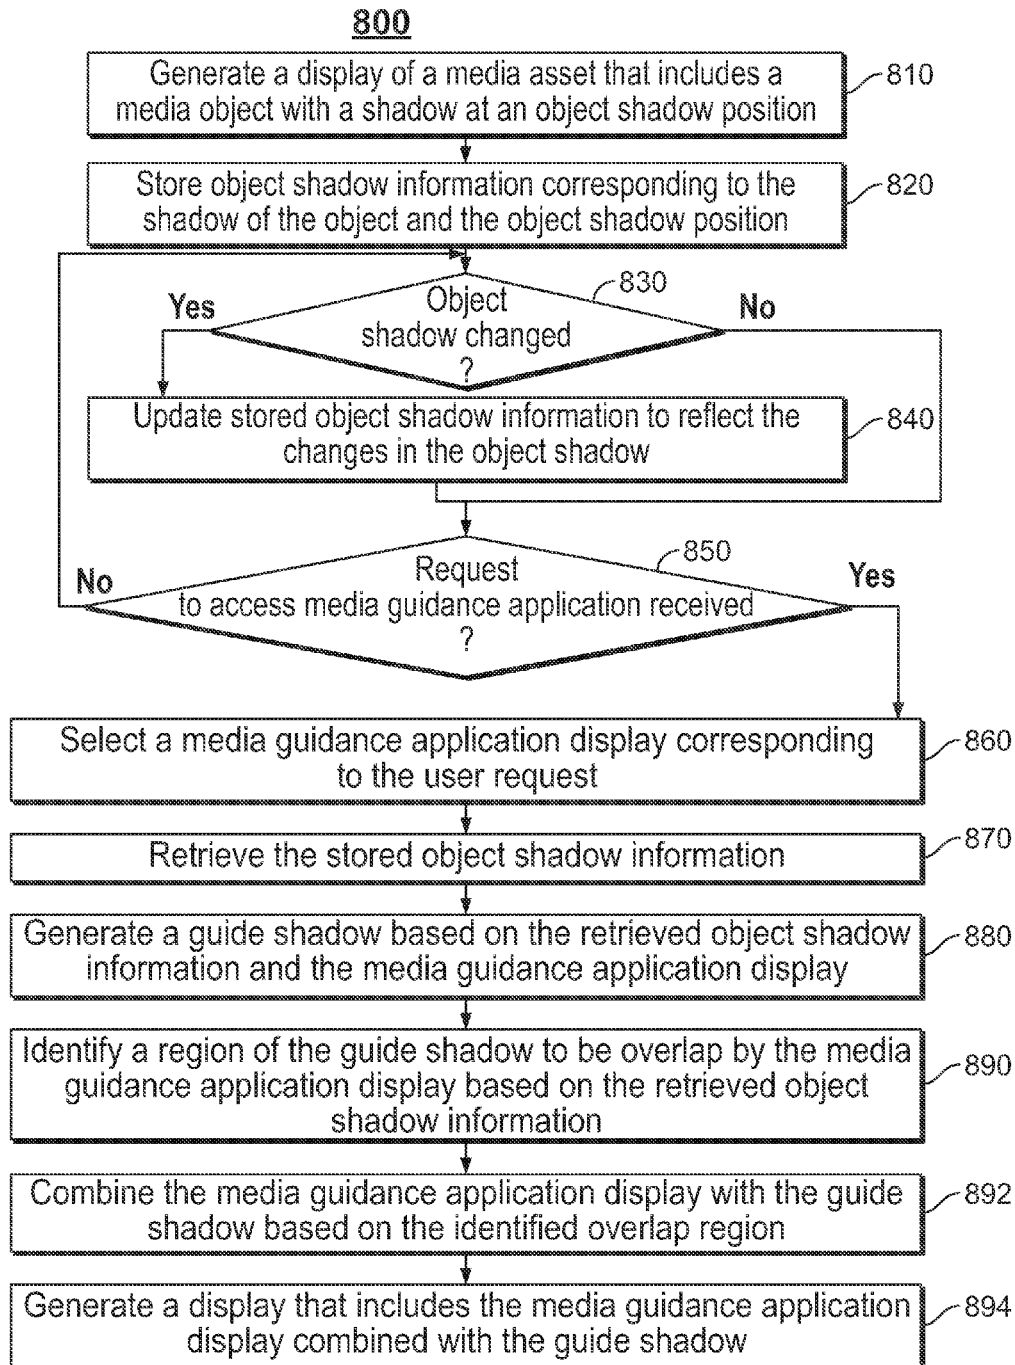 800
Generate a display of a media asset that includes a
media object with a shadow at an object shadow position
810
Store object shadow information corresponding to the
shadow of the object and the object shadow position
820
830
Yes
Object
shadow changed
?
No
Update stored object shadow information to reflect the
changes in the object shadow
840
850
No
Request
to access media guidance application received
?
Yes
Select a media guidance application display corresponding
to the user request
860
Retrieve the stored object shadow information
870
Generate a guide shadow based on the retrieved object shadow
information and the media guidance application display
880
Identify a region of the guide shadow to be overlap by the media
guidance application display based on the retrieved object
shadow information
890
Combine the media guidance application display with the guide
shadow based on the identified overlap region
892
Generate a display that includes the media guidance application
display combined with the guide shadow
894